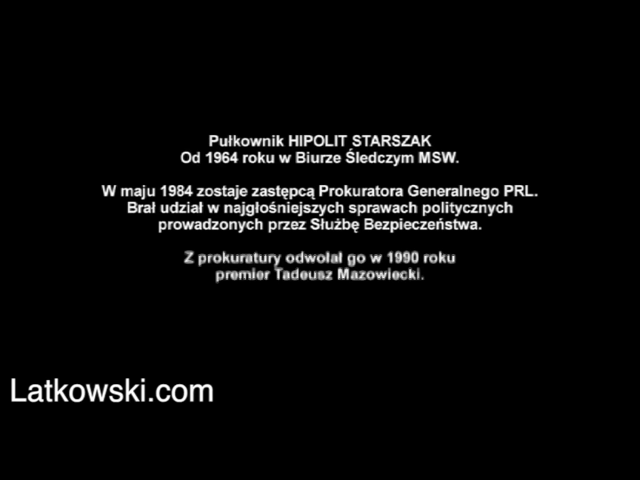 Pułkownik HIPOLIT STARSZAK
Od 1964 roku w Biurze Śledczym MSW.
W maju 1984 zostaje zastępcą Prokuratora Generalnego PRL.
Brał udział w najgłośniejszych sprawach politycznych
prowadzonych przez Służbę Bezpieczeństwa.
Z prokuratury odwołał go w 1990 roku
premier Tadeusz Mazowiecki.
Latkowski.com